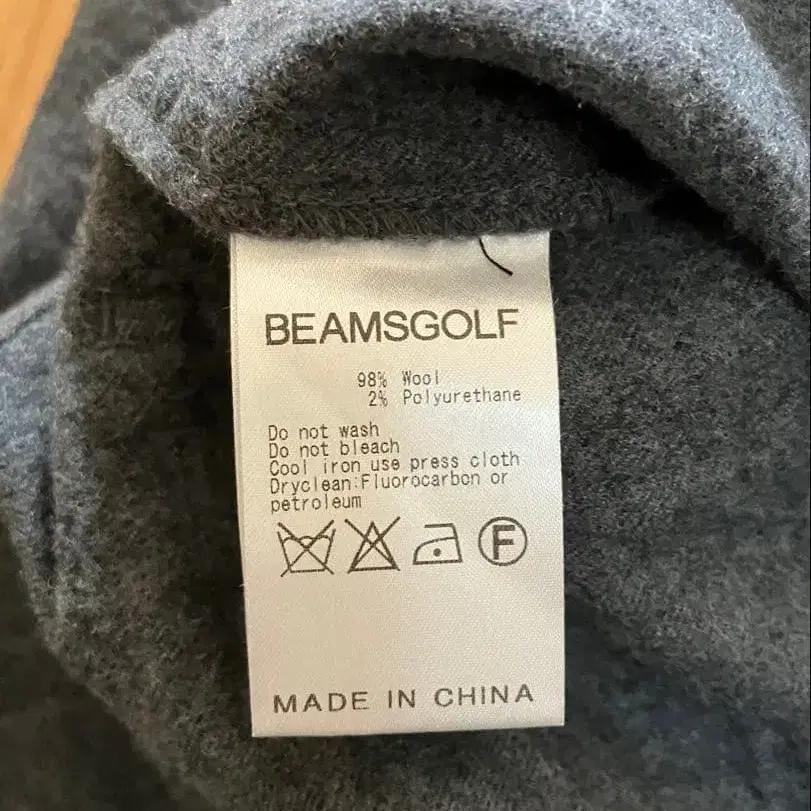 BEAMSGOLF
98% Wool
2% Polyurethane
Do not wash
Do not bleach
Cool iron use press cloth
Dryclean:Fluorocarbon or
petroleum
F
MADE IN CHINA